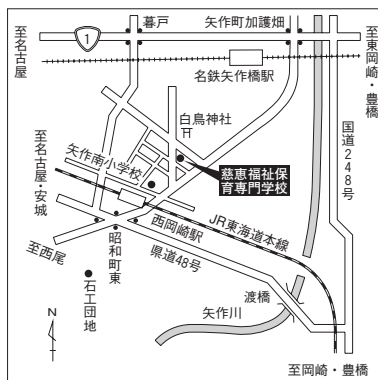 至名古屋
1
暮戸
矢作町加護畑
至東岡崎・豊橋
名鉄矢作橋駅
白鳥神社
国道248号
至名古屋・安城
矢作南小学校
慈恵福祉保
育専門学校
西岡崎駅
JR東海道本線
至西尾
昭和町東
県道48号
石工団地
渡橋
矢作川
N
至岡崎・豊橋